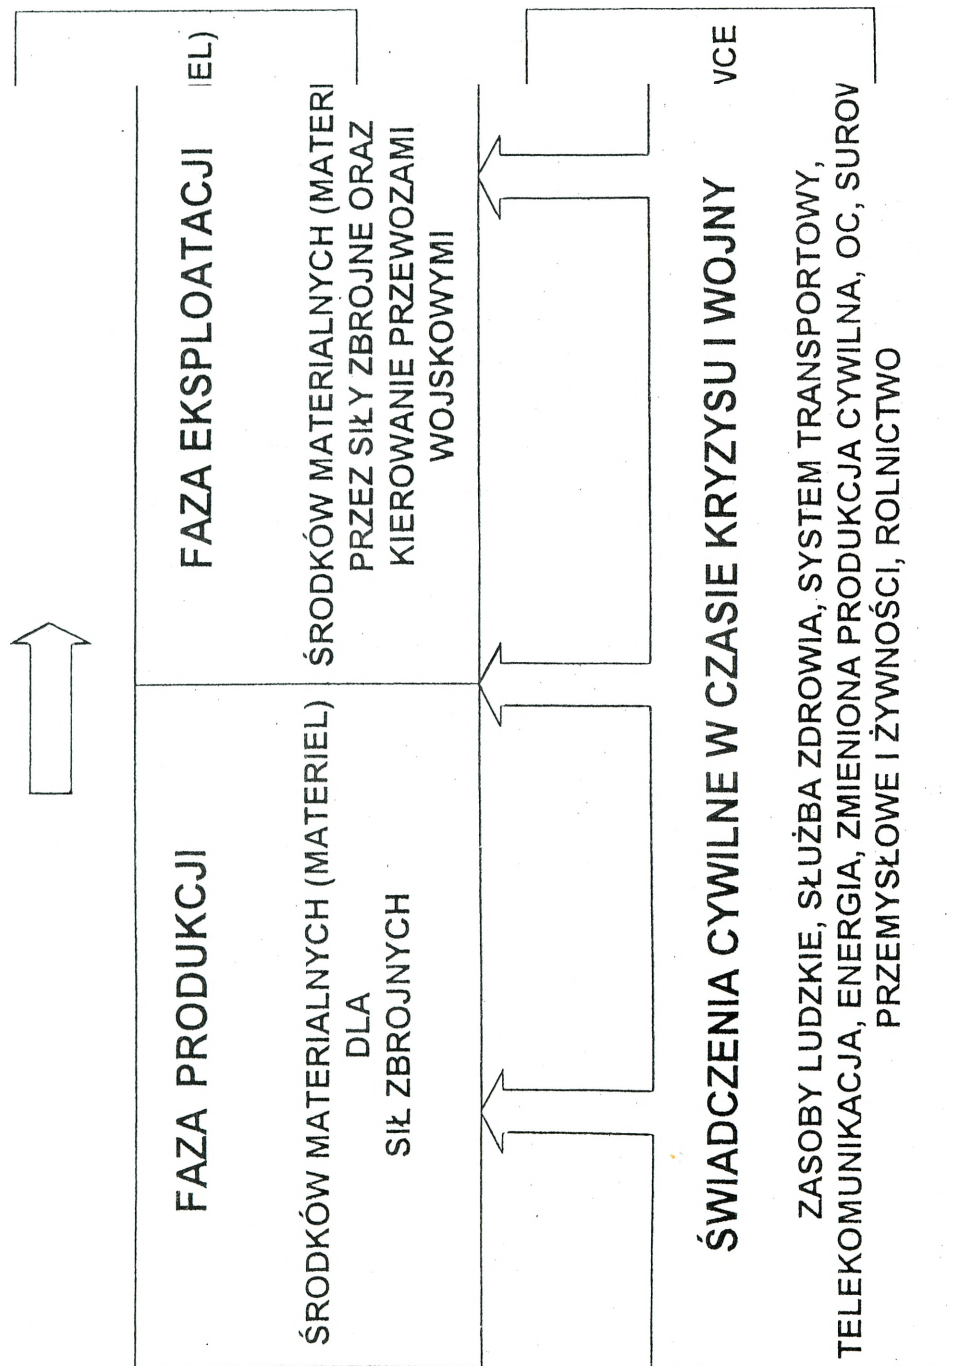 FAZA PRODUKCJI
ŚRODKÓW MATERIALNYCH (MATERIEL)
DLA
SIŁ ZBROJNYCH
FAZA EKSPLOATACJI
IEL)
ŚRODKÓW MATERIALNYCH (MATERI
PRZEZ SIŁY ZBROJNE ORAZ
KIEROWANIE PRZEWOZAMI
WOJSKOWYMI
ŚWIADCZENIA CYWILNE W CZASIE KRYZYSU I WOJNY
VCE
ZASOBY LUDZKIE, SŁUŻBA ZDROWIA, SYSTEM TRANSPORTOWY,
TELEKOMUNIKACJA, ENERGIA, ZMIENIONA PRODUKCJA CYWILNA, OC, SUROV
PRZEMYSŁOWE I ŻYWNOŚCI, ROLNICTWO